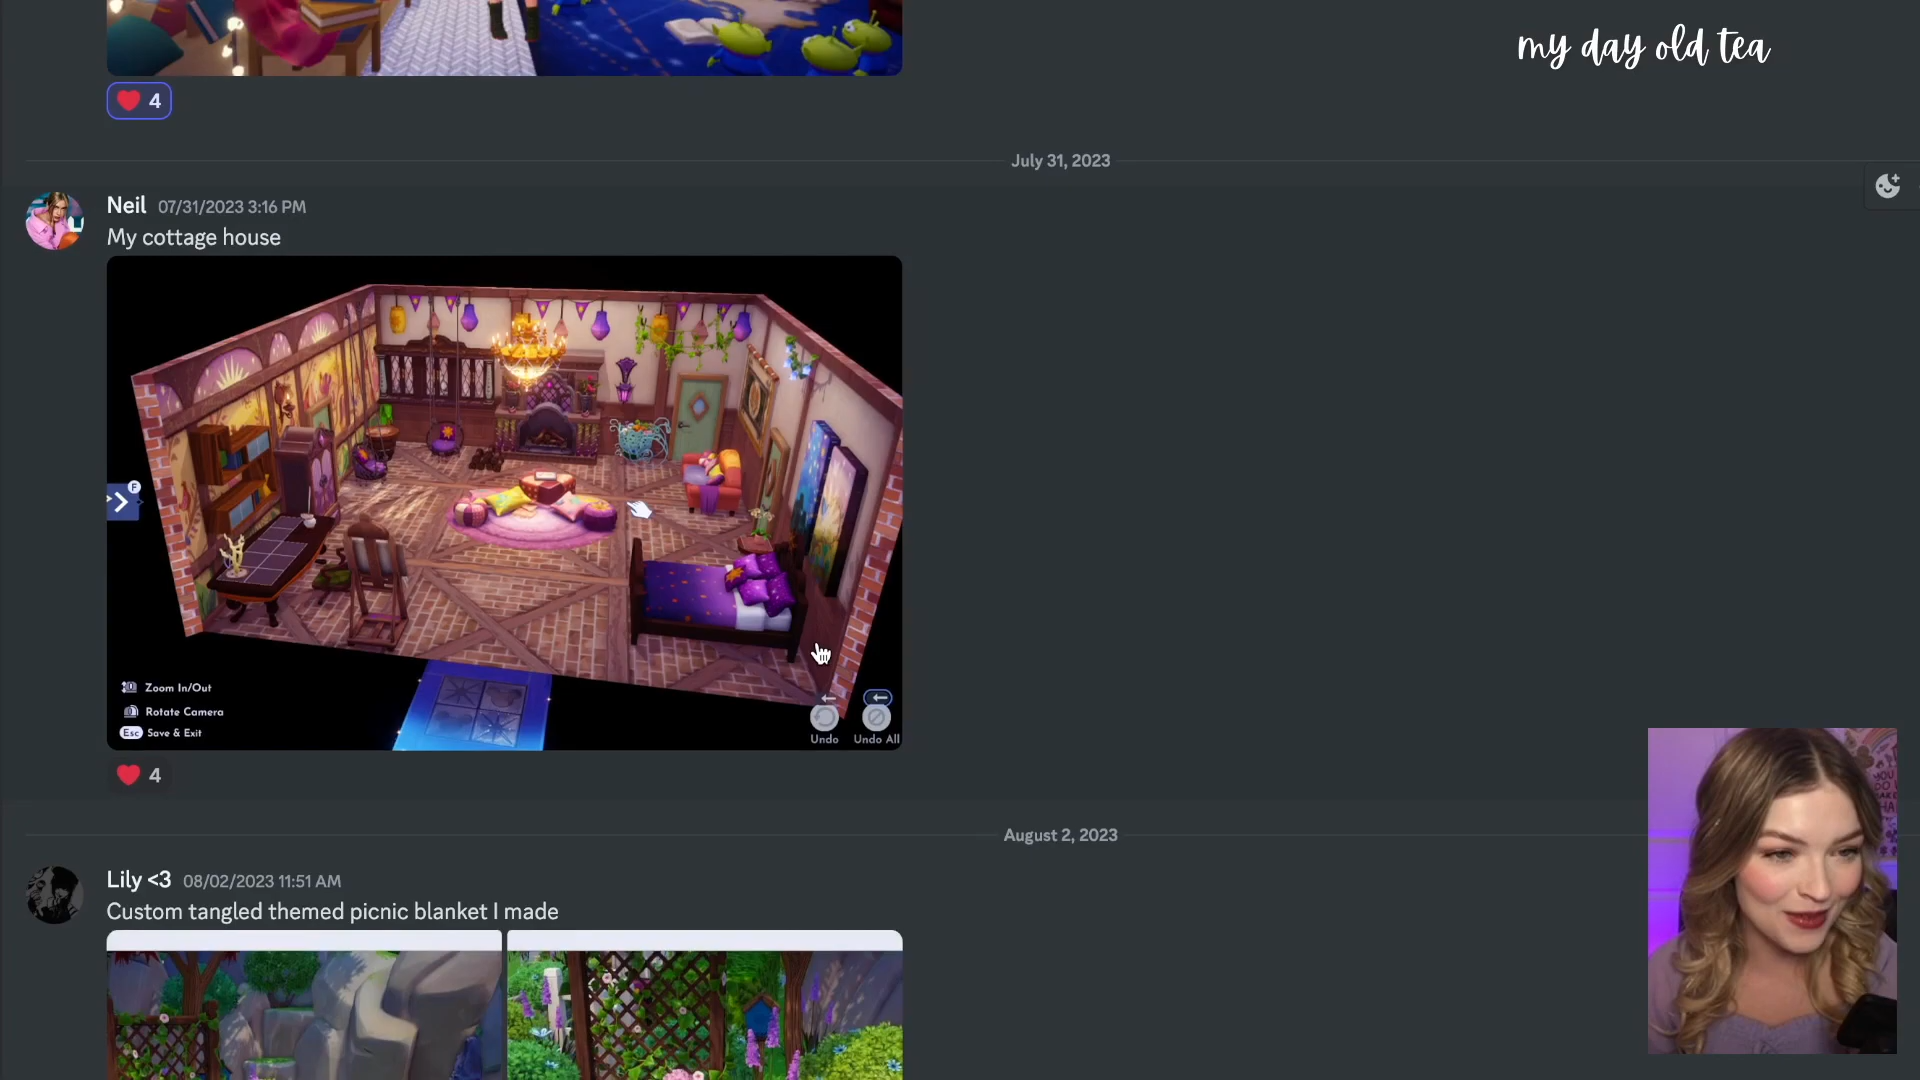 my day old tea
4
July 31, 2023
Neil 07/31/2023 3:16 PM
My cottage house
F
Zoom In/Out
Rotate Camera
Esc Save & Exit
Undo
Undo All
4
August 2, 2023
Lily <3 08/02/2023 11:51 AM
Custom tangled themed picnic blanket I made